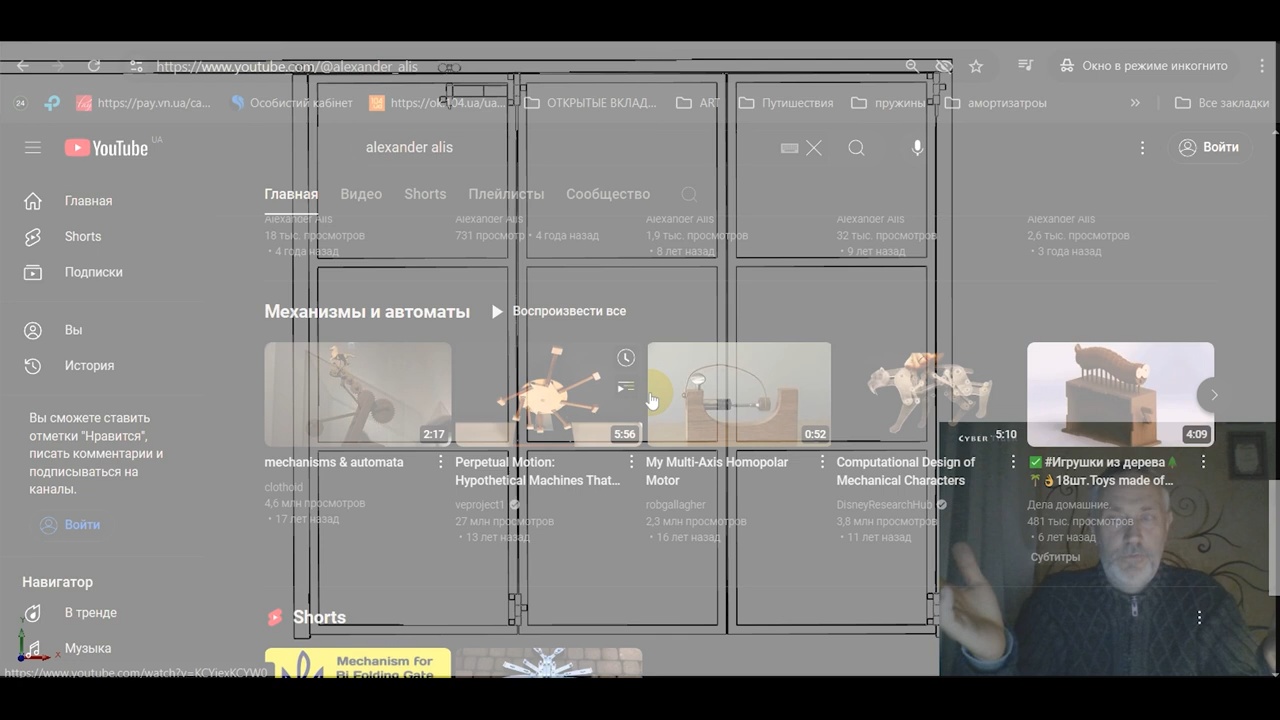 https://www.youtube.com/@alexander_alis
Окно в режиме инкогнито
24
https://pay.vn.ua/ca...
Особистий кабінет
https://ok.104.ua/ua...
ОТКРЫТЫЕ ВКЛАД...
ART
Путишествия
пружины
амортизатроы
»
Все закладки
YouTube
UA
alexander alis
Войти
Главная
Видео
Shorts
Плейлисты
Сообщество
Главная
Shorts
Подписки
Вы
История
Вы сможете ставить
отметки "Нравится",
писать комментарии и
подписываться на
каналы.
Войти
Навигатор
В тренде
Музыка
Alexander Alis
18 тыс. просмотров
• 4 года назад
Alexander Alis
731 просмотр • 4 года назад
Alexander Alis
1,9 тыс. просмотров
• 8 лет назад
Alexander Alis
32 тыс. просмотров
• 9 лет назад
Alexander Alis
2,6 тыс. просмотров
• 3 года назад
Механизмы и автоматы
Воспроизвести все
2:17
mechanisms & automata
clothoid
4,6 млн просмотров
• 17 лет назад
5:56
Perpetual Motion:
Hypothetical Machines That...
veproject1
27 млн просмотров
• 13 лет назад
0:52
My Multi-Axis Homopolar
Motor
robgallagher
2,3 млн просмотров
• 16 лет назад
5:10
Computational Design of
Mechanical Characters
DisneyResearchHub
3,8 млн просмотров
• 11 лет назад
4:09
✅ #Игрушки из дерева🌲
🌴👌18шт.Toys made of...
Дела домашние.
481 тыс. просмотров
• 6 лет назад
Субтитры
Shorts
Mechanism for
Bi Folding Gate
https://www.youtube.com/watch?v=KCYiexKCYW0